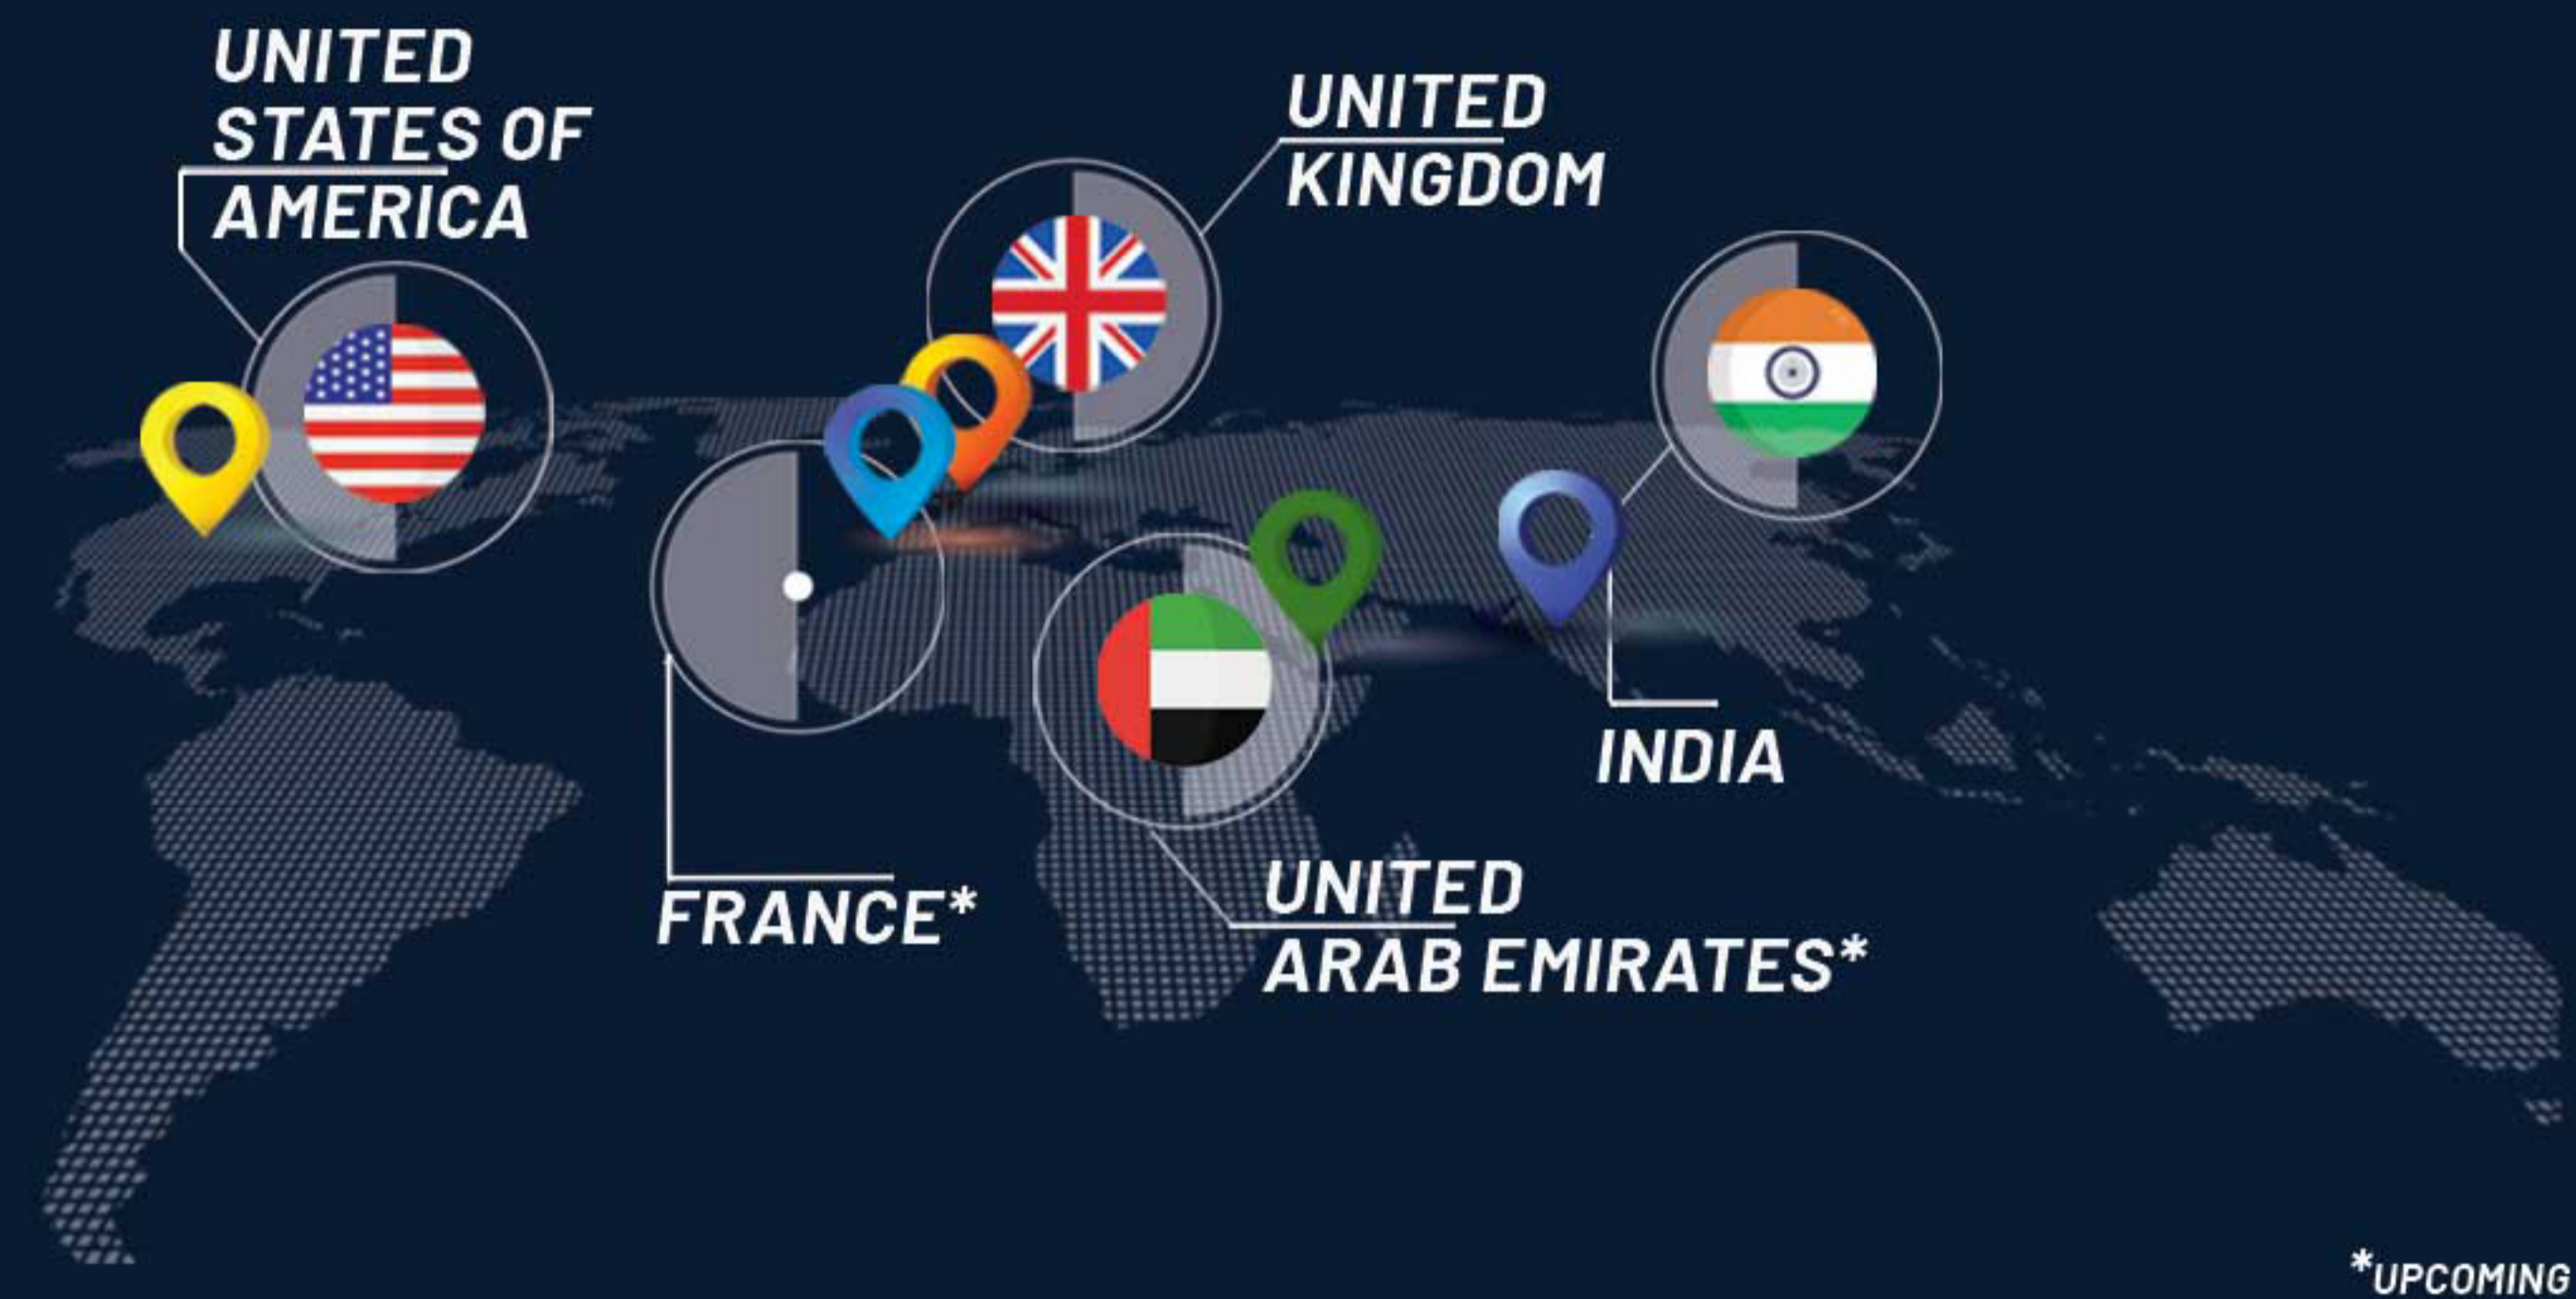 UNITED
STATES OF
AMERICA
UNITED
KINGDOM
INDIA
FRANCE*
UNITED
ARAB EMIRATES*
*UPCOMING